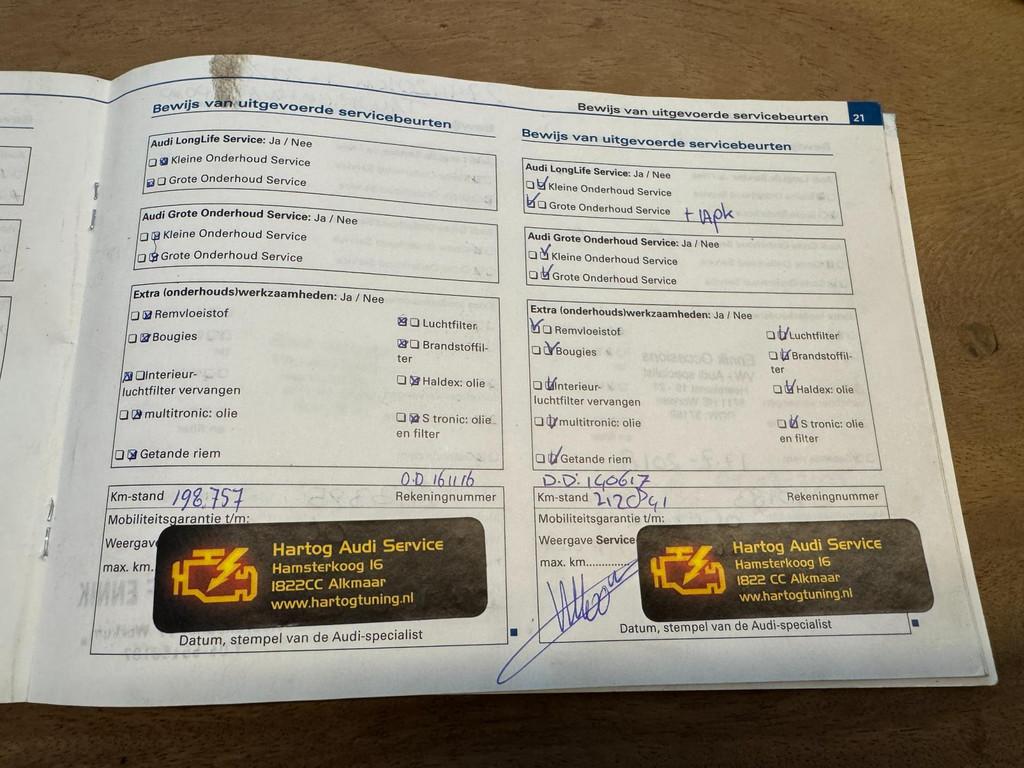 Bewijs van uitgevoerde servicebeurten 21
Bewijs van uitgevoerde servicebeurten
Audi LongLife Service: Ja / Nee
Kleine Onderhoud Service
Grote Onderhoud Service
Audi Grote Onderhoud Service: Ja / Nee
Kleine Onderhoud Service
Grote Onderhoud Service
Extra (onderhouds)werkzaamheden: Ja / Nee
Remvloeistof
Bougies
Interieur-
luchtfilter vervangen
multitronic: olie
Getande riem
Luchtfilter
Brandstoffil-
ter
Haldex: olie
S tronic: olie
en filter
O.D 161116
Km-stand 198.757 Rekeningnummer
Mobiliteitsgarantie t/m:
max. km.
Hartog Audi Service
Hamsterkoog 16
1822CC Alkmaar
www.hartogtuning.nl
Datum, stempel van de Audi-specialist
Bewijs van uitgevoerde servicebeurten
Audi LongLife Service: Ja / Nee
Kleine Onderhoud Service
Grote Onderhoud Service + 1Apk
Audi Grote Onderhoud Service: Ja / Nee
Kleine Onderhoud Service
Grote Onderhoud Service
Extra (onderhouds)werkzaamheden: Ja / Nee
Remvloeistof
Bougies
Interieur-
luchtfilter vervangen
multitronic: olie
Getande riem
Luchtfilter
Brandstoffil-
ter
Haldex: olie
S tronic: olie
en filter
D.D: 140617
Km-stand 212041 Rekeningnummer
Mobiliteitsgarantie t/m:
Weergave Service
max. km..........
Hartog Audi Service
Hamsterkoog 16
1822 CC Alkmaar
www.hartogtuning.nl
Datum, stempel van de Audi-specialist